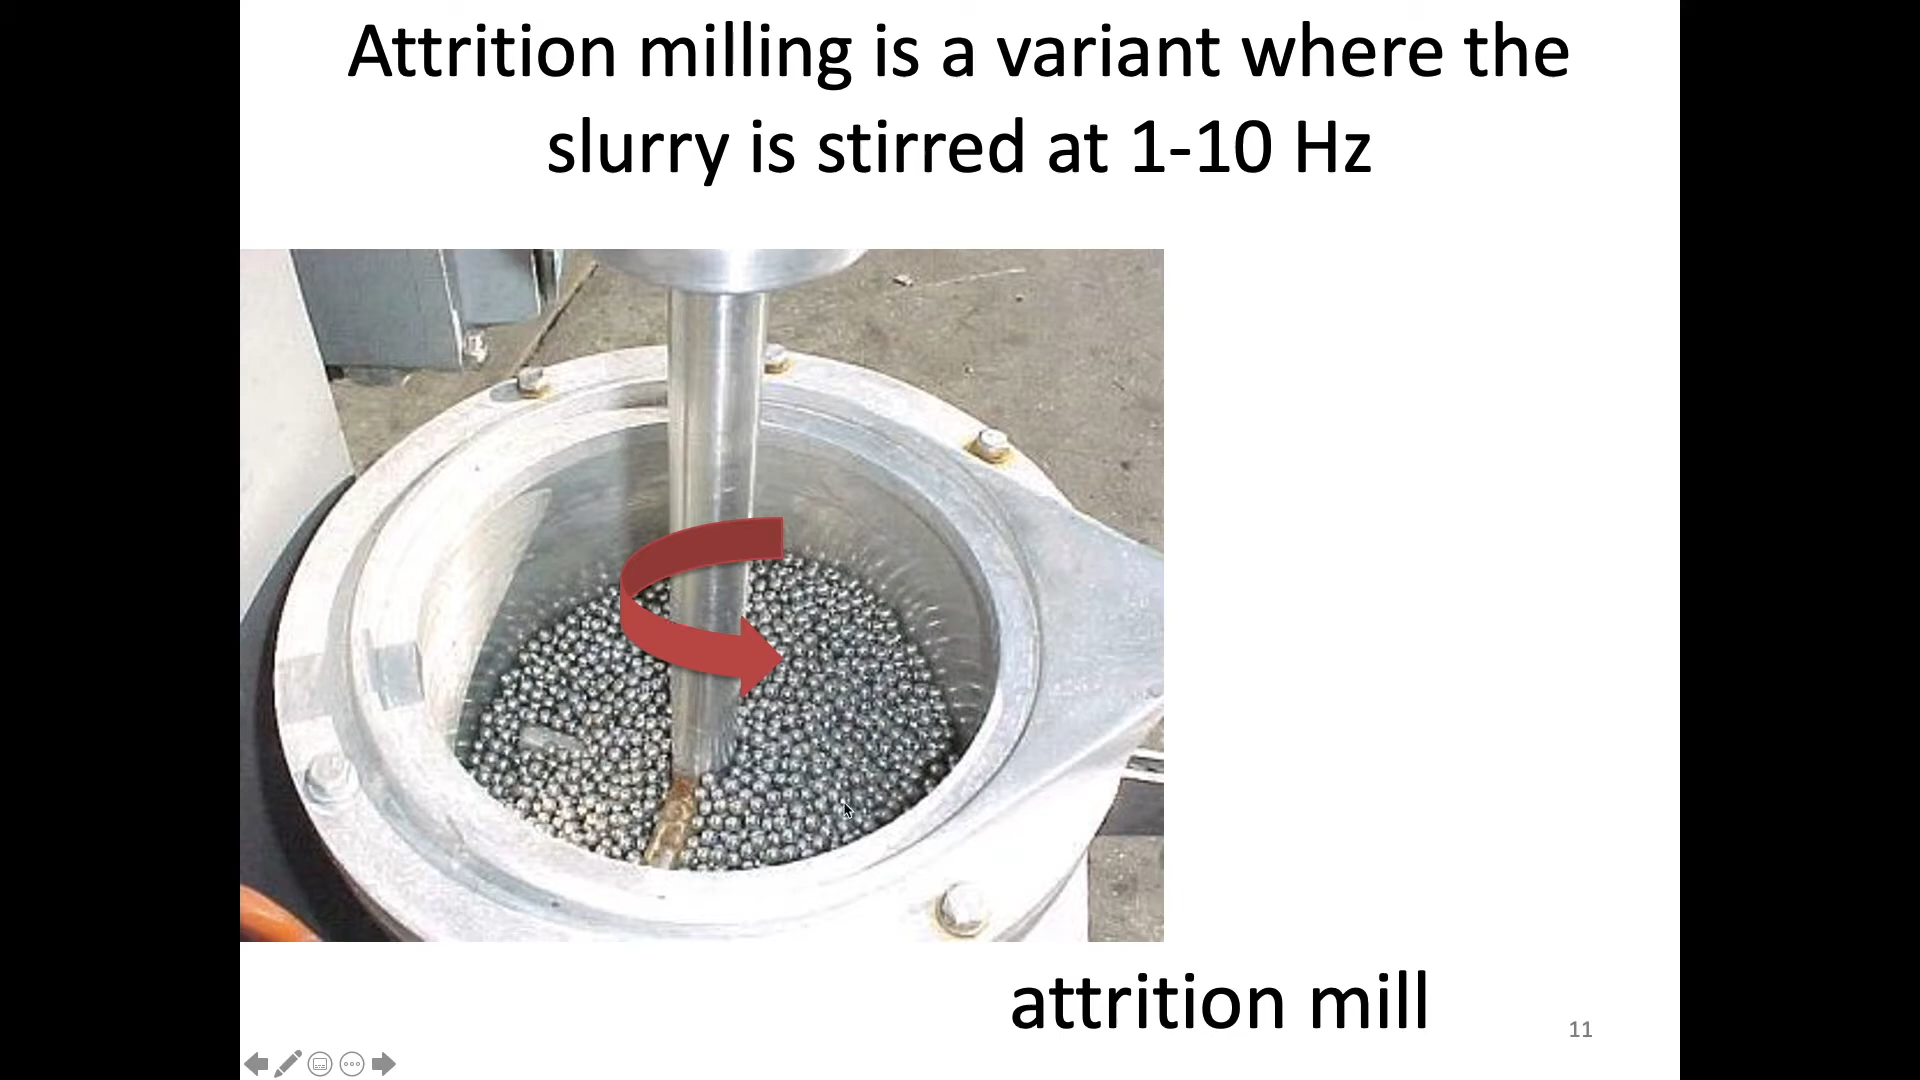 Attrition milling is a variant where the
slurry is stirred at 1-10 Hz
attrition mill
11